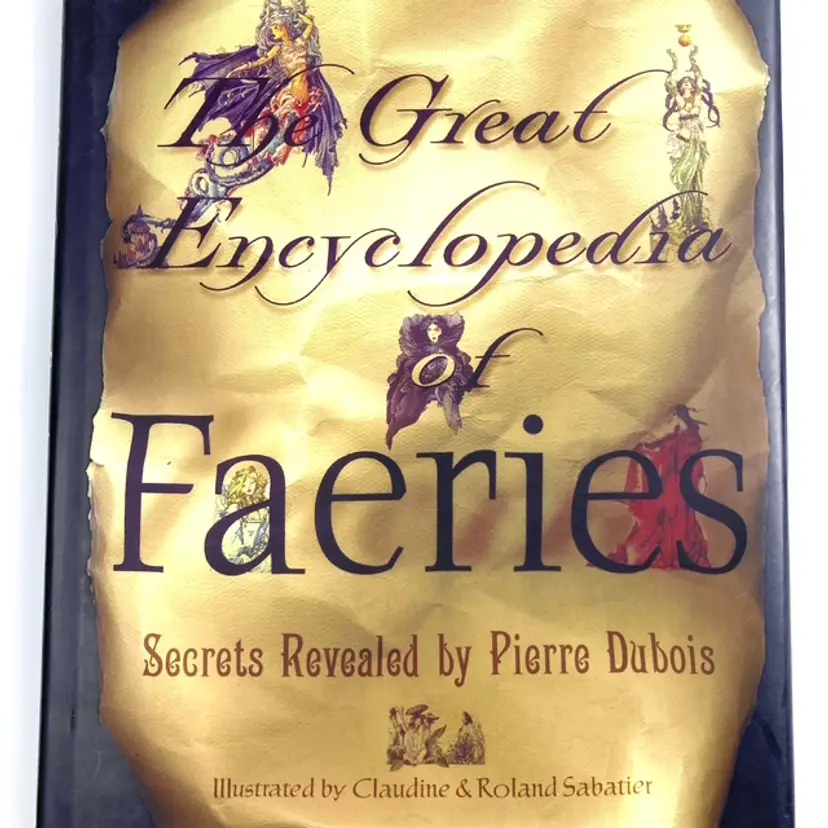 The Great
Encyclopedia
of
Faeries
Secrets Revealed by Pierre Dubois
Illustrated by Claudine & Roland Sabatier